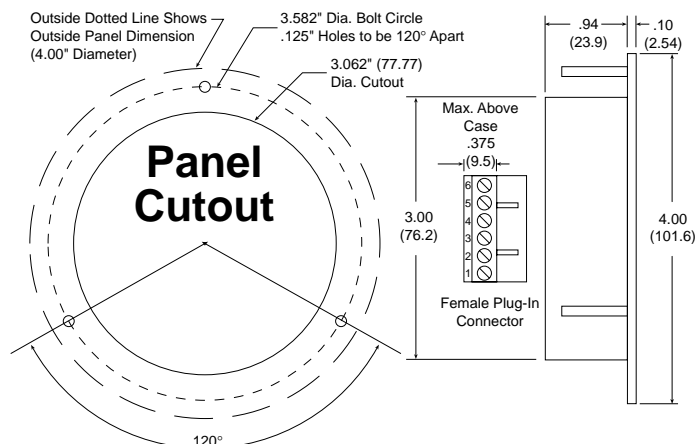 Outside Dotted Line Shows
Outside Panel Dimension
(4.00" Diameter)
3.582" Dia. Bolt Circle
.125" Holes to be 120° Apart
3.062" (77.77)
Dia. Cutout
Panel
Cutout
120°
Max. Above
Case
.375
(9.5)
6
5
4
3
2
1
Female Plug-In
Connector
3.00
(76.2)
.94
(23.9)
.10
(2.54)
4.00
(101.6)